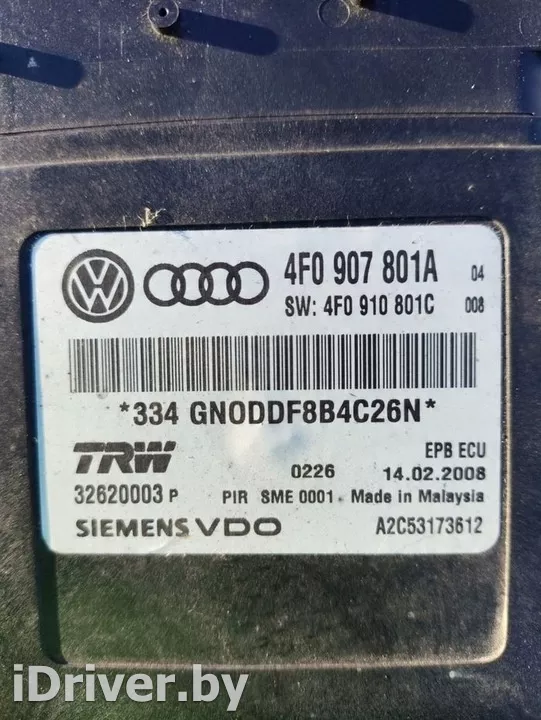 4F0 907 801A 04
SW: 4F0 910 801C 008
*334 GNODDF8B4C26N*
TRW EPB ECU
0226 14.02.2008
32620003 P PIR SME 0001 Made in Malaysia
SIEMENS VDO A2C53173612
iDriver.by